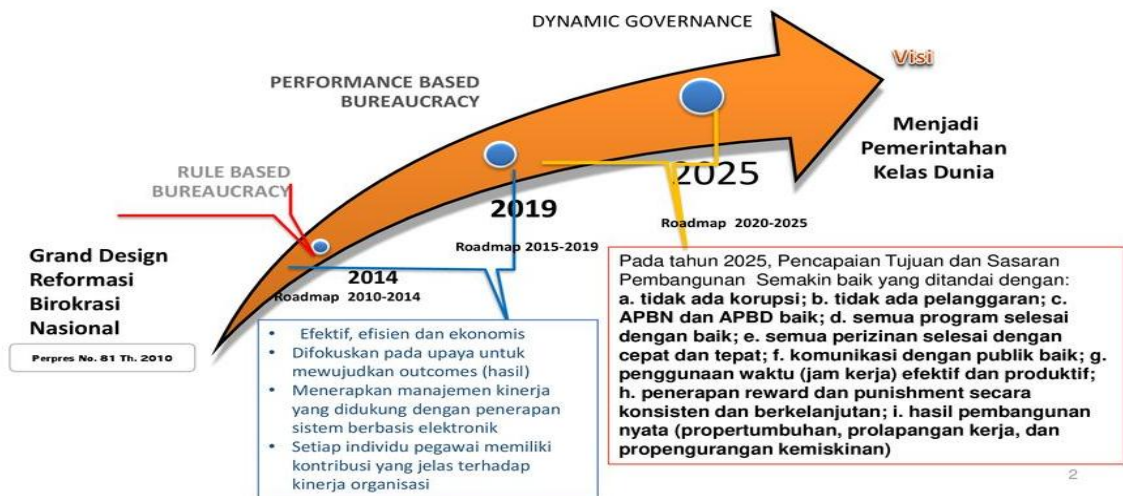 DYNAMIC GOVERNANCE
Visi
Menjadi
Pemerintahan
Kelas Dunia
PERFORMANCE BASED
BUREAUCRACY
RULE BASED
BUREAUCRACY
2025
Roadmap 2020-2025
2019
Roadmap 2015-2019
2014
Roadmap 2010-2014
Grand Design
Reformasi
Birokrasi
Nasional
Perpres No. 81 Th. 2010
• Efektif, efisien dan ekonomis
• Difokuskan pada upaya untuk
mewujudkan outcomes (hasil)
• Menerapkan manajemen kinerja
yang didukung dengan penerapan
sistem berbasis elektronik
• Setiap individu pegawai memiliki
kontribusi yang jelas terhadap
kinerja organisasi
Pada tahun 2025, Pencapaian Tujuan dan Sasaran
Pembangunan Semakin baik yang ditandai dengan:
a. tidak ada korupsi; b. tidak ada pelanggaran; c.
APBN dan APBD baik; d. semua program selesai
dengan baik; e. semua perizinan selesai dengan
cepat dan tepat; f. komunikasi dengan publik baik; g.
penggunaan waktu (jam kerja) efektif dan produktif;
h. penerapan reward dan punishment secara
konsisten dan berkelanjutan; i. hasil pembangunan
nyata (propertumbuhan, prolapangan kerja, dan
propengurangan kemiskinan)
2